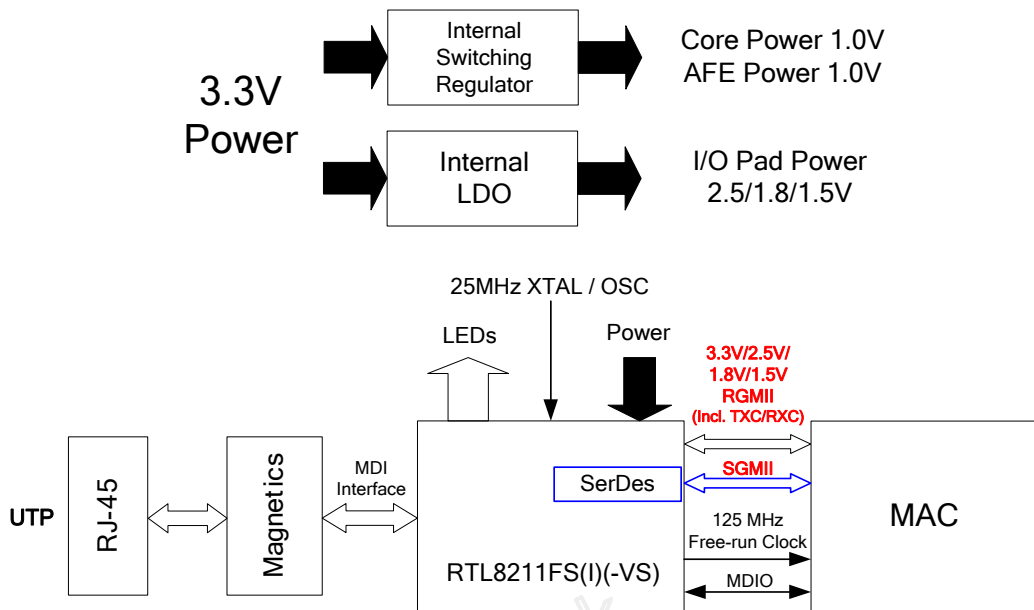 3.3V
Power
Internal
Switching
Regulator
Core Power 1.0V
AFE Power 1.0V
Internal
LDO
I/O Pad Power
2.5/1.8/1.5V
25MHz XTAL / OSC
LEDs
Power
3.3V/2.5V/
1.8V/1.5V
RGMII
(Incl. TXC/RXC)
SerDes
SGMII
UTP
RJ-45
Magnetics
MDI
Interface
RTL8211FS(I)(-VS)
125 MHz
Free-run Clock
MDIO
MAC